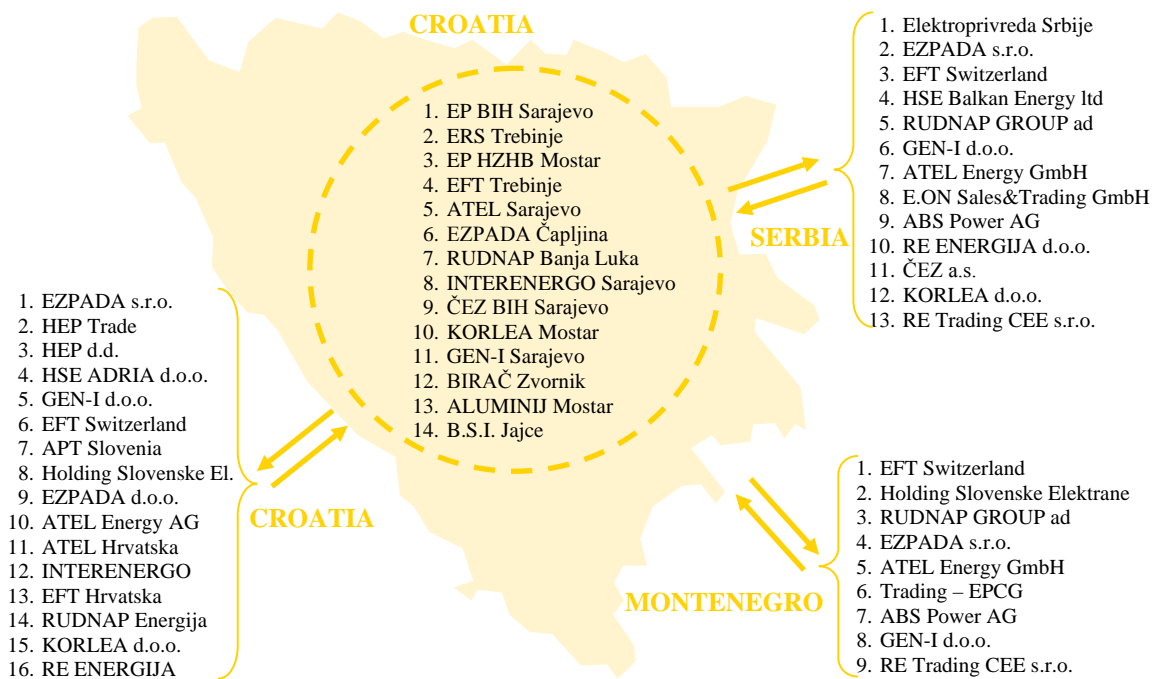 CROATIA
1. EP BIH Sarajevo
2. ERS Trebinje
3. EP HZHB Mostar
4. EFT Trebinje
5. ATEL Sarajevo
6. EZPADA Čapljina
7. RUDNAP Banja Luka
8. INTERENERGO Sarajevo
9. ČEZ BIH Sarajevo
10. KORLEA Mostar
11. GEN-I Sarajevo
12. BIRAČ Zvornik
13. ALUMINIJ Mostar
14. B.S.I. Jajce
1. Elektroprivreda Srbije
2. EZPADA s.r.o.
3. EFT Switzerland
4. HSE Balkan Energy ltd
5. RUDNAP GROUP ad
6. GEN-I d.o.o.
7. ATEL Energy GmbH
8. E.ON Sales&Trading GmbH
9. ABS Power AG
10. RE ENERGIJA d.o.o.
11. ČEZ a.s.
12. KORLEA d.o.o.
13. RE Trading CEE s.r.o.
SERBIA
1. EZPADA s.r.o.
2. HEP Trade
3. HEP d.d.
4. HSE ADRIA d.o.o.
5. GEN-I d.o.o.
6. EFT Switzerland
7. APT Slovenia
8. Holding Slovenske El.
9. EZPADA d.o.o.
10. ATEL Energy AG
11. ATEL Hrvatska
12. INTERENERGO
13. EFT Hrvatska
14. RUDNAP Energija
15. KORLEA d.o.o.
16. RE ENERGIJA
CROATIA
1. EFT Switzerland
2. Holding Slovenske Elektrane
3. RUDNAP GROUP ad
4. EZPADA s.r.o.
5. ATEL Energy GmbH
6. Trading – EPCG
7. ABS Power AG
8. GEN-I d.o.o.
9. RE Trading CEE s.r.o.
MONTENEGRO